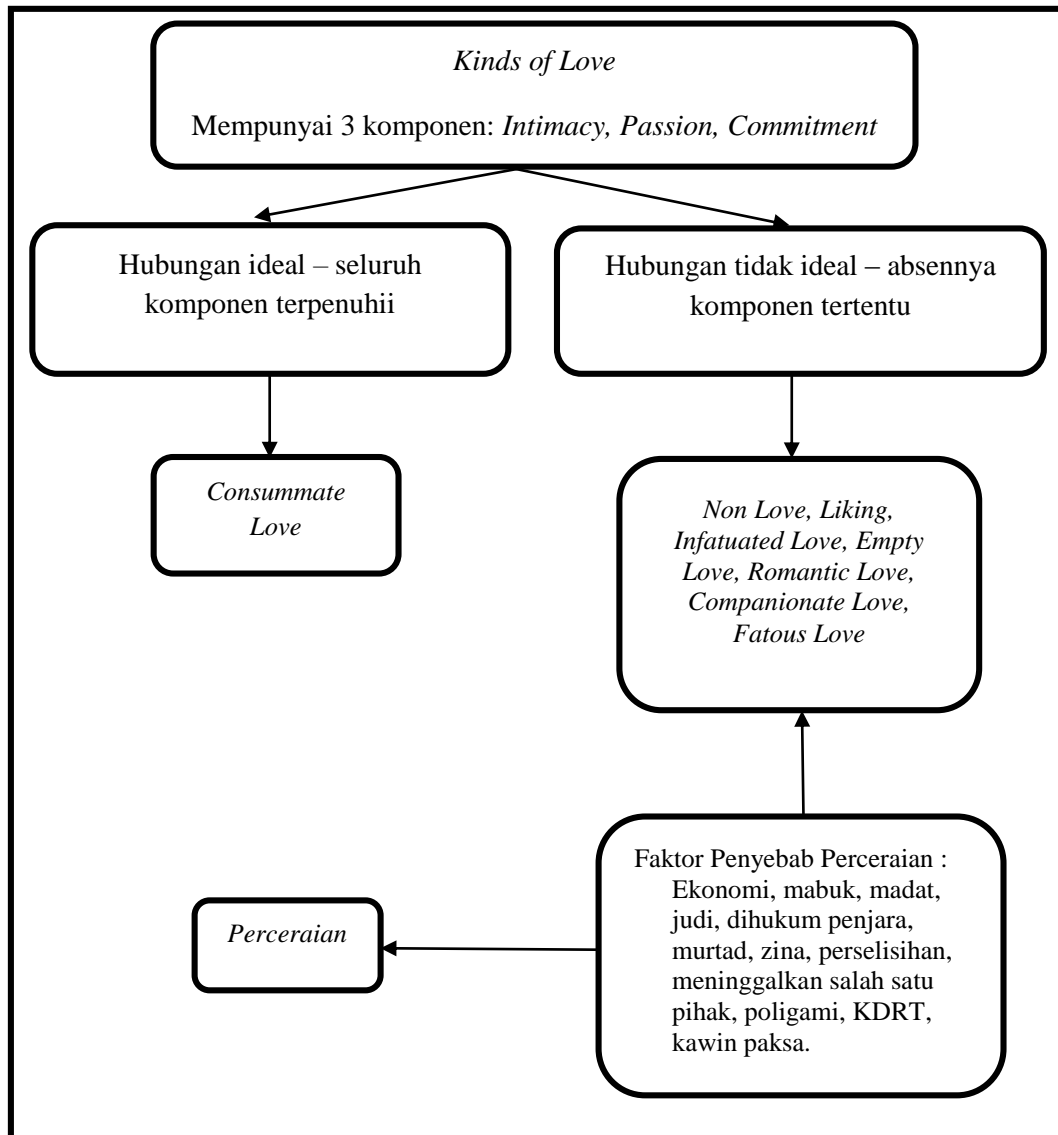 Kinds of Love
Mempunyai 3 komponen: Intimacy, Passion, Commitment
Hubungan ideal – seluruh
komponen terpenuhii
Hubungan tidak ideal – absennya
komponen tertentu
Consummate
Love
Non Love, Liking,
Infatuated Love, Empty
Love, Romantic Love,
Companionate Love,
Fatous Love
Faktor Penyebab Perceraian :
Ekonomi, mabuk, madat,
judi, dihukum penjara,
murtad, zina, perselisihan,
meninggalkan salah satu
pihak, poligami, KDRT,
kawin paksa.
Perceraian